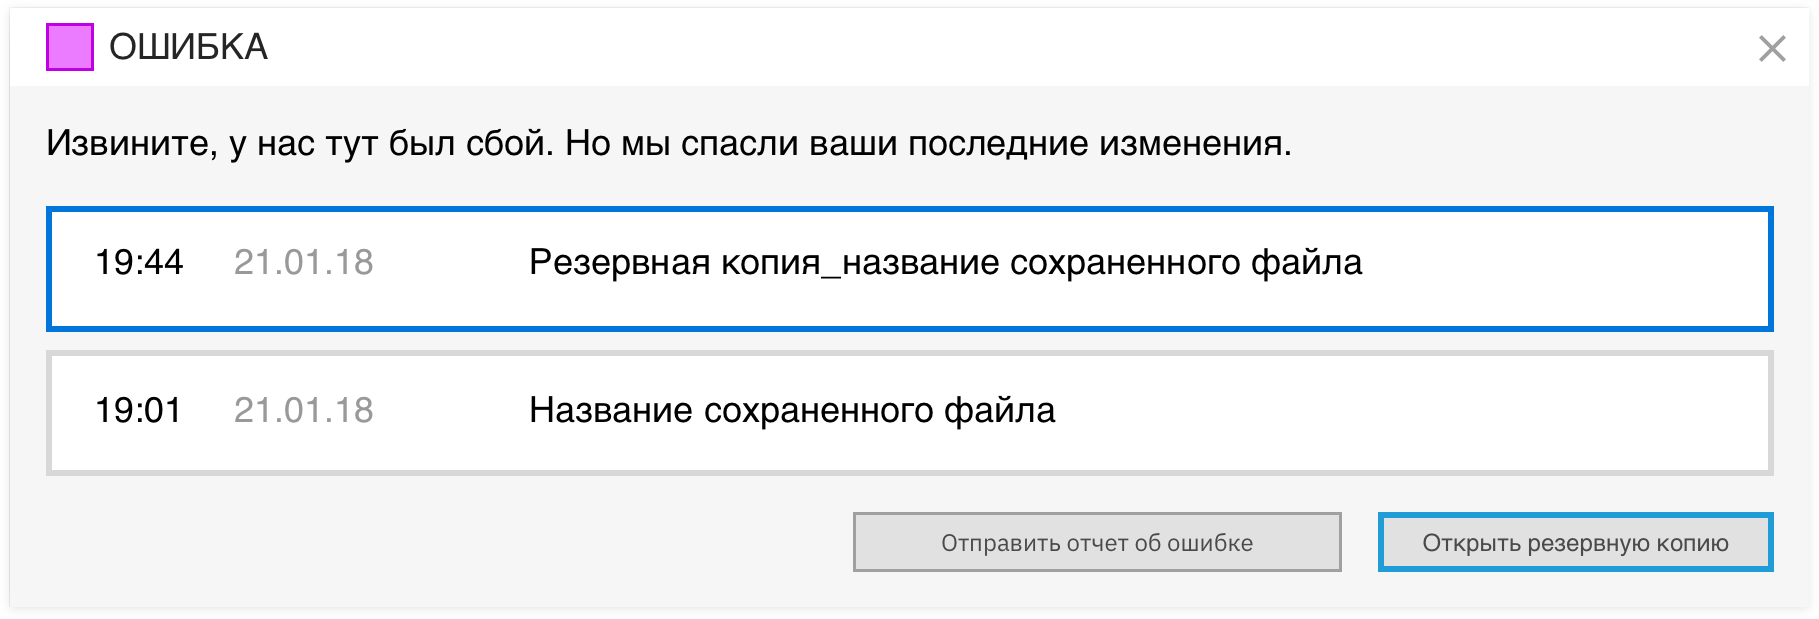 ОШИБКА
Извините, у нас тут был сбой. Но мы спасли ваши последние изменения.
19:44 21.01.18 Резервная копия_название сохраненного файла
19:01 21.01.18 Название сохраненного файла
Отправить отчет об ошибке Открыть резервную копию